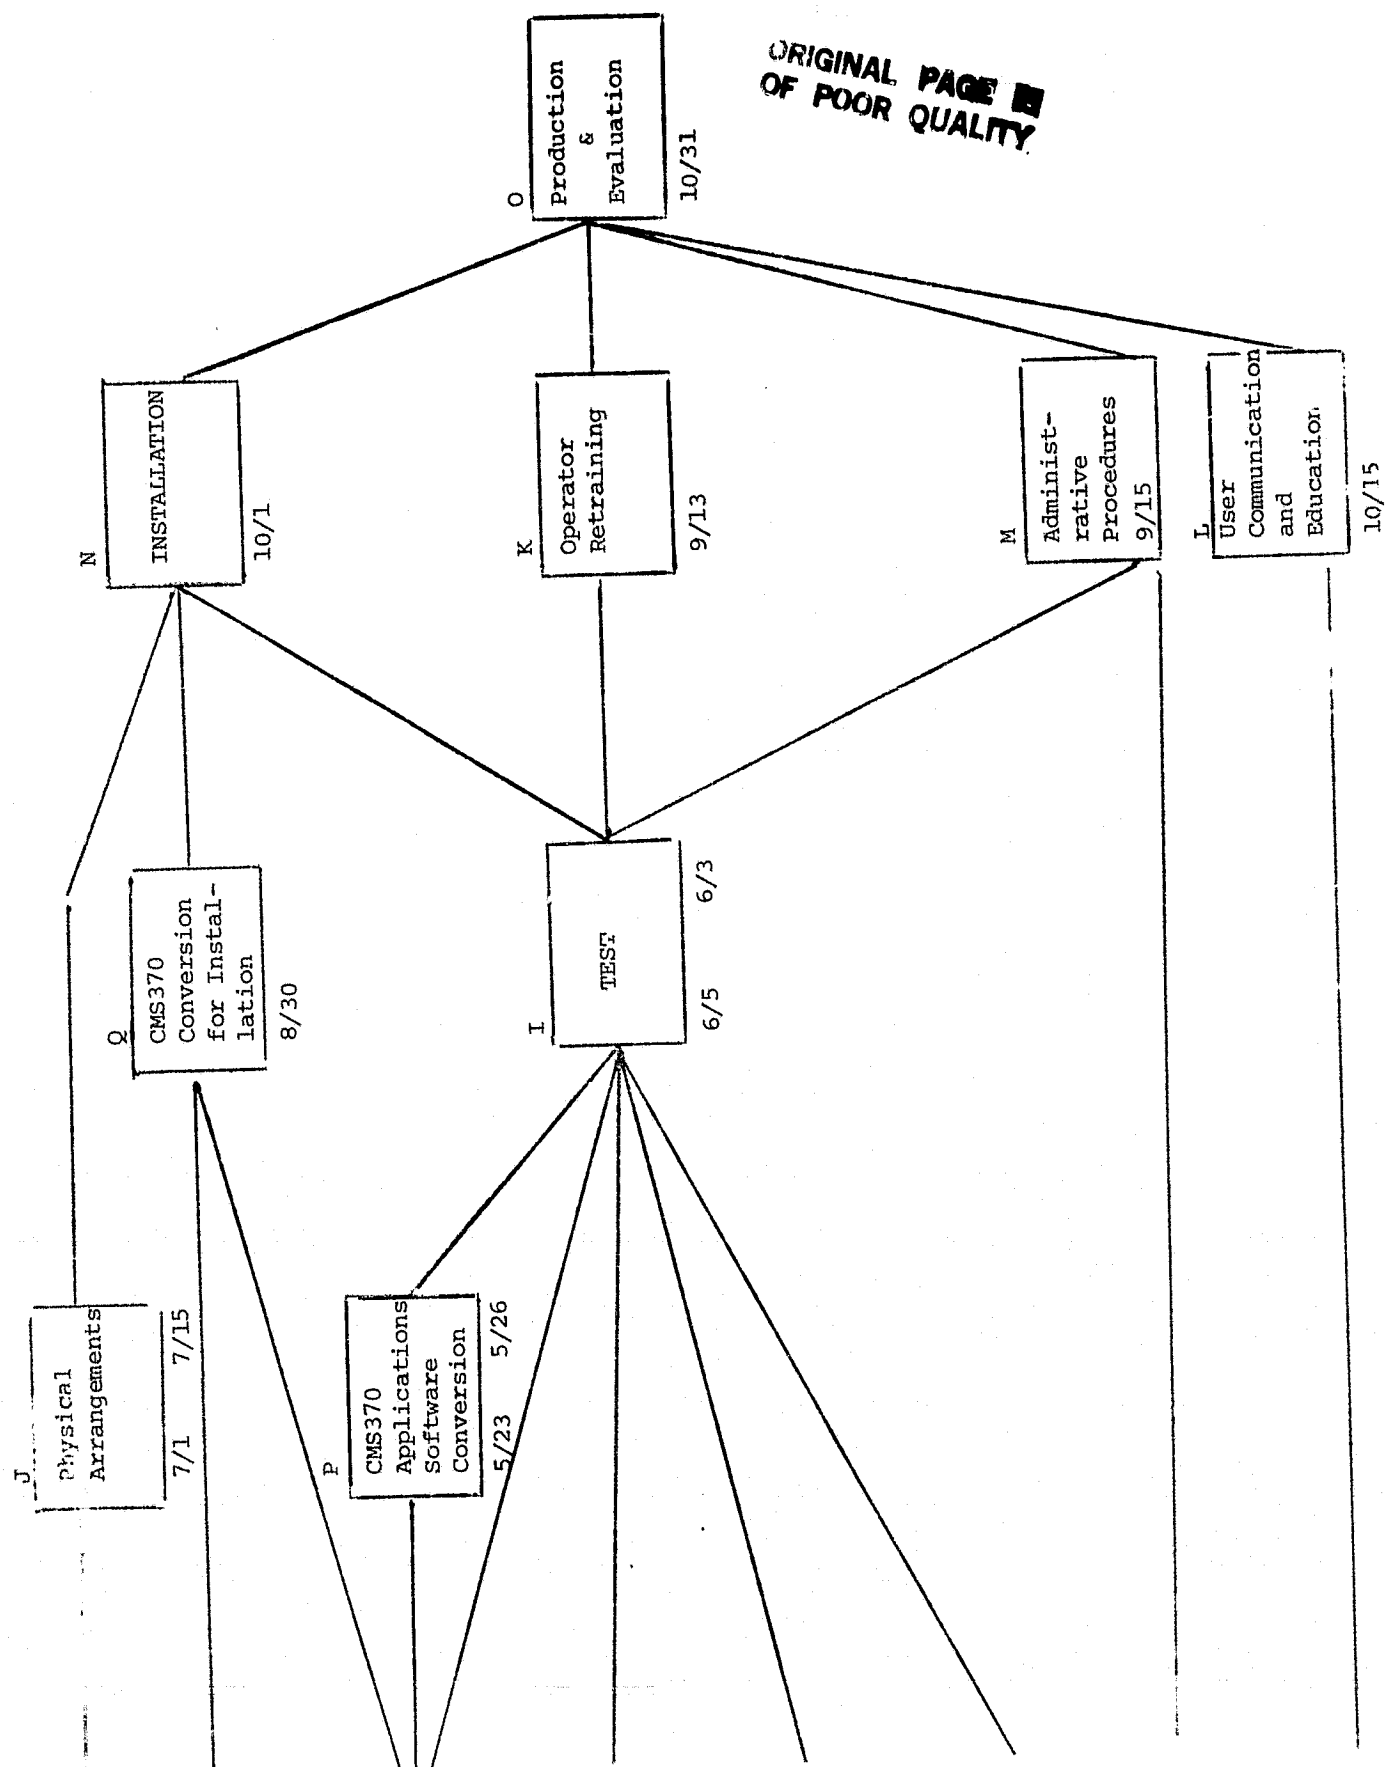 ORIGINAL PAGE
OF POOR QUALITY
J
Physical
Arrangements
7/1 7/15
Q
CMS370
Conversion
for Instal-
lation
8/30
N
INSTALLATION
10/1
P
CMS370
Applications
Software
Conversion
5/23 5/26
I
TEST
6/5 6/3
K
Operator
Retraining
9/13
O
Production
&
Evaluation
10/31
M
Administ-
rative
Procedures
9/15
L
User
Communication
and
Education
10/15